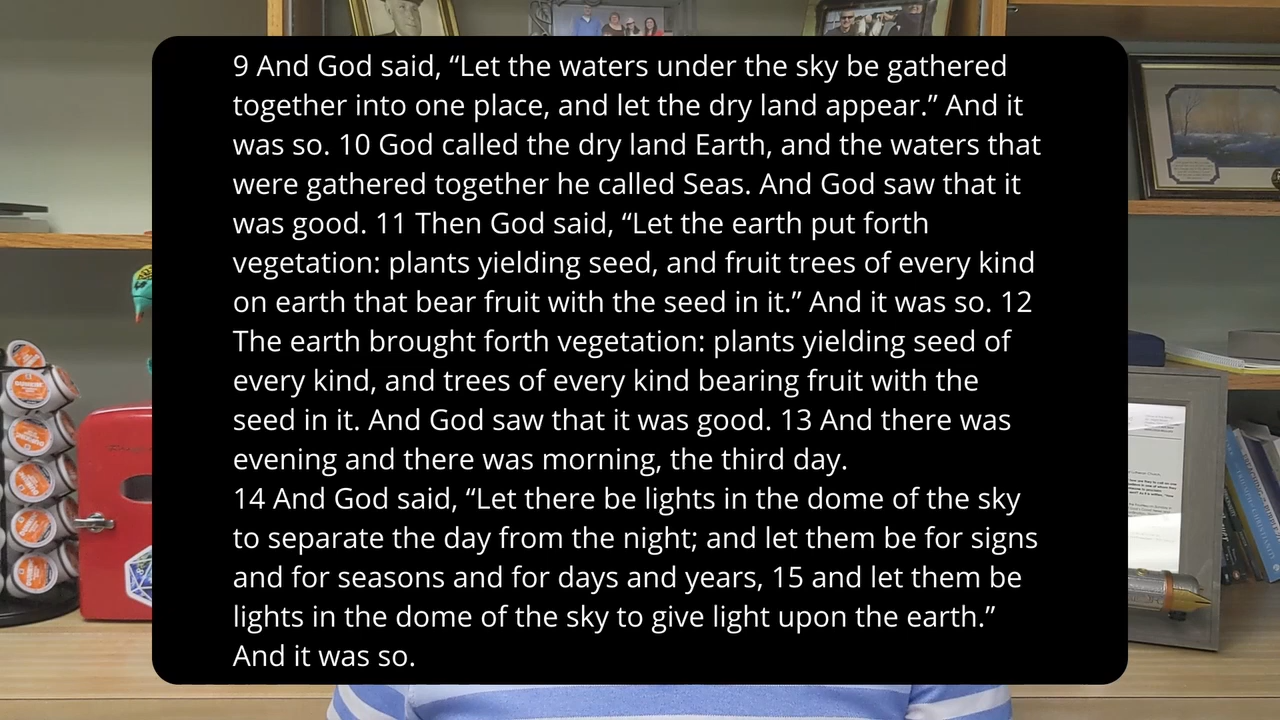 9 And God said, “Let the waters under the sky be gathered
together into one place, and let the dry land appear.” And it
was so. 10 God called the dry land Earth, and the waters that
were gathered together he called Seas. And God saw that it
was good. 11 Then God said, “Let the earth put forth
vegetation: plants yielding seed, and fruit trees of every kind
on earth that bear fruit with the seed in it.” And it was so. 12
The earth brought forth vegetation: plants yielding seed of
every kind, and trees of every kind bearing fruit with the
seed in it. And God saw that it was good. 13 And there was
evening and there was morning, the third day.
14 And God said, “Let there be lights in the dome of the sky
to separate the day from the night; and let them be for signs
and for seasons and for days and years, 15 and let them be
lights in the dome of the sky to give light upon the earth.”
And it was so.